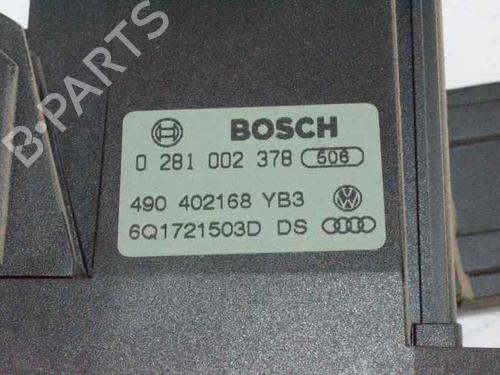 BOSCH
0 281 002 378 506
490 402168 YB3
6Q1721503D DS
B-PARTS